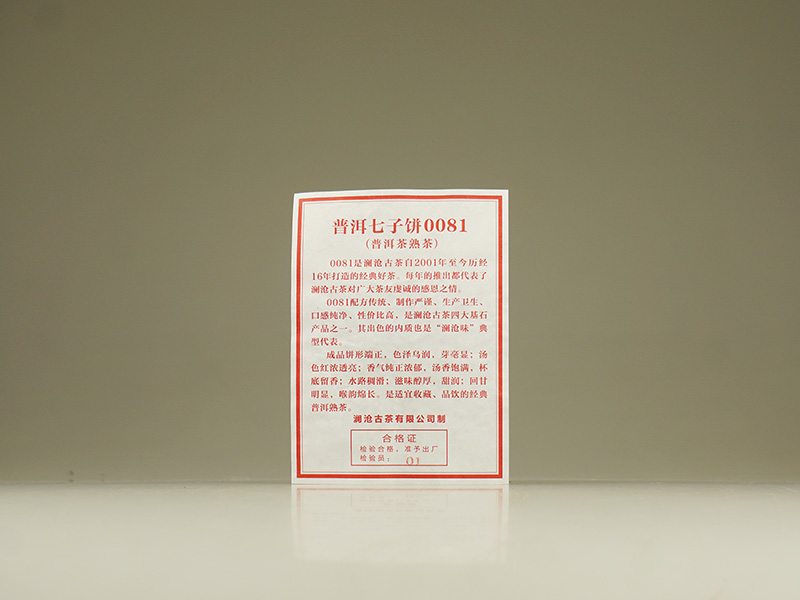 普洱七子饼0081
（普洱茶熟茶）
0081是澜沧古茶自2001年至今历经
16年打造的经典好茶。每年的推出都代表了
澜沧古茶对广大茶友虔诚的感恩之情。
0081配方传统、制作严谨、生产卫生、
口感纯净、性价比高，是澜沧古茶四大基石
产品之一。其出色的内质也是“澜沧味”典
型代表。
成品饼形端正，色泽乌润，芽毫显；汤
色红浓透亮；香气纯正浓郁，汤香饱满，杯
底留香；水路稠滑；滋味醇厚，甜润；回甘
明显，喉韵绵长。是适宜收藏、品饮的经典
普洱熟茶。
澜沧古茶有限公司制
合格证
检验合格，准予出厂
检验员： 01